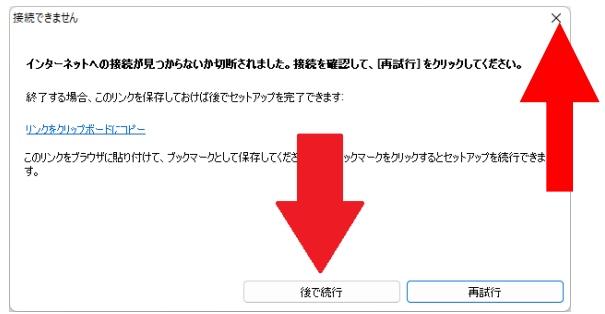 接続できません
インターネットへの接続が見つからないか切断されました。接続を確認して、[再試行] をクリックしてください。
終了する場合、このリンクを保存しておけば後でセットアップを完了できます:
リンクをクリップボードにコピー
このリンクをブラウザに貼り付けて、ブックマークとして保存してくださ ックマークをクリックするとセットアップを続行できま
す。
後で続行
再試行